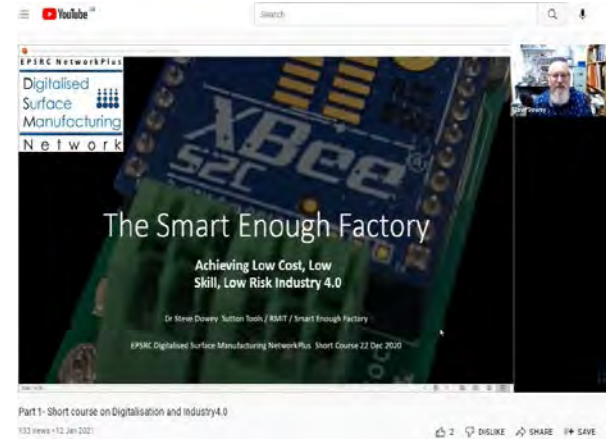 YouTube
Search
EPSRC NetworkPlus
Digitalised
Surface
Manufacturing
Network
XBee
S2C
The Smart Enough Factory
Achieving Low Cost, Low
Skill, Low Risk Industry 4.0
Dr Steve Dowey Sutton Tools / RMIT / Smart Enough Factory
EPSRC Digitalised Surface Manufacturing NetworkPlus Short Course 22 Dec 2020
Part 1- Short course on Digitalisation and Industry4.0
133 views • 12 Jan 2021
2 DISLIKE SHARE SAVE